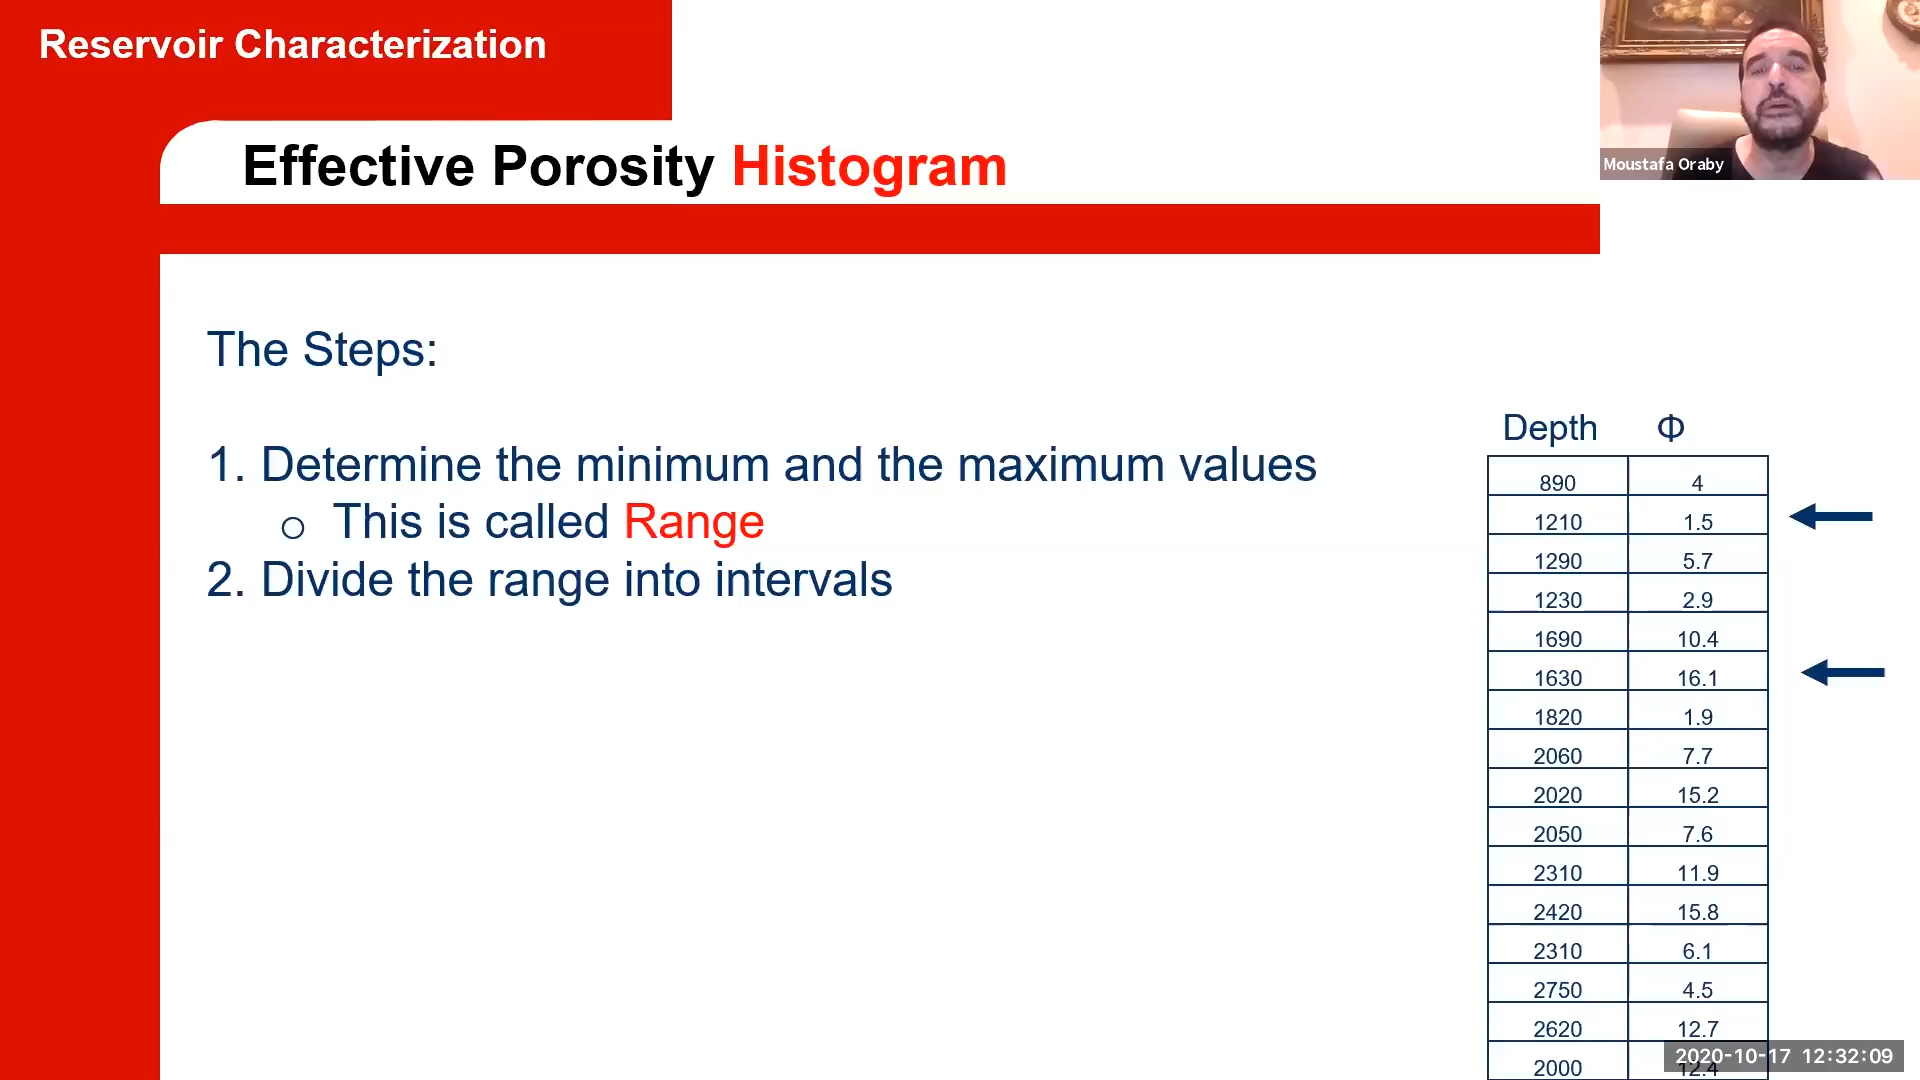 Reservoir Characterization
Moustafa Oraby
Effective Porosity Histogram
The Steps:
1. Determine the minimum and the maximum values
o This is called Range
2. Divide the range into intervals
Depth Φ
890 4
1210 1.5
1290 5.7
1230 2.9
1690 10.4
1630 16.1
1820 1.9
2060 7.7
2020 15.2
2050 7.6
2310 11.9
2420 15.8
2310 6.1
2750 4.5
2620 12.7
2000 12.4
2020-10-17 12:32:09